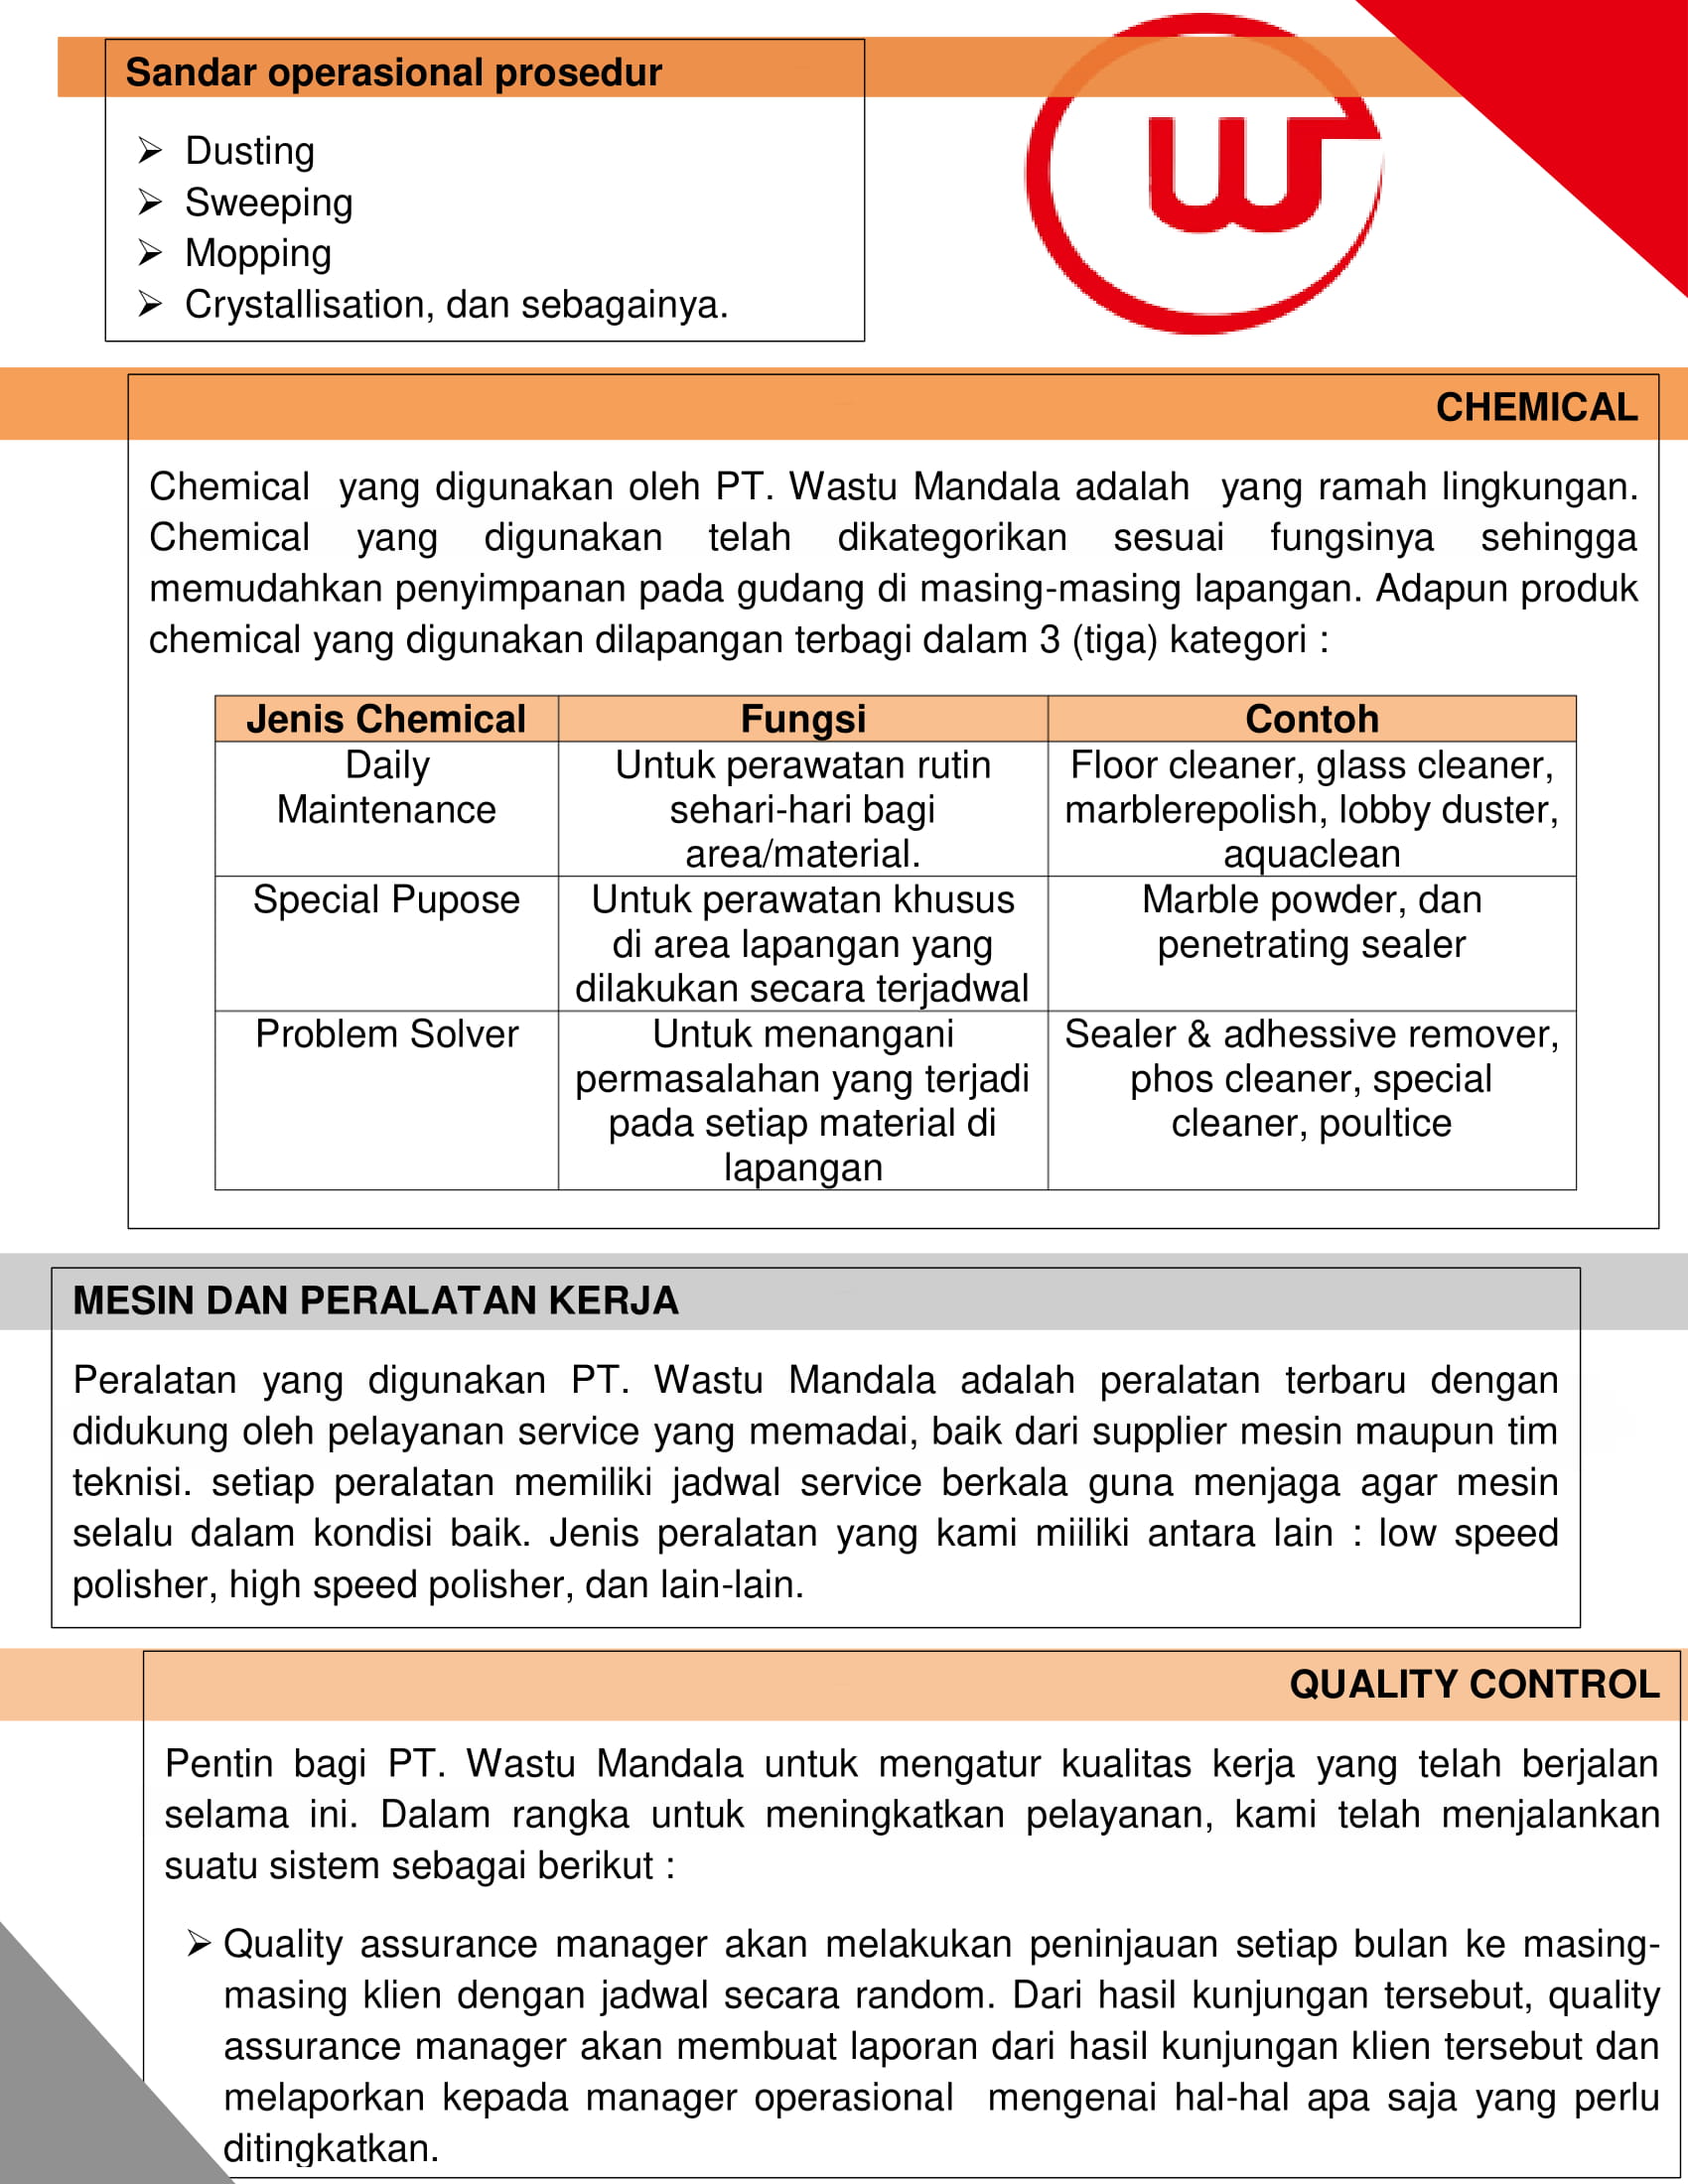 Sandar operasional prosedur
➢ Dusting
➢ Sweeping
➢ Mopping
➢ Crystallisation, dan sebagainya.
W
CHEMICAL
Chemical yang digunakan oleh PT. Wastu Mandala adalah yang ramah lingkungan.
Chemical yang digunakan telah dikategorikan sesuai fungsinya sehingga
memudahkan penyimpanan pada gudang di masing-masing lapangan. Adapun produk
chemical yang digunakan dilapangan terbagi dalam 3 (tiga) kategori :
Jenis Chemical Fungsi Contoh
Daily Untuk perawatan rutin Floor cleaner, glass cleaner,
Maintenance sehari-hari bagi marblerepolish, lobby duster,
area/material. aquaclean
Special Pupose Untuk perawatan khusus Marble powder, dan
di area lapangan yang penetrating sealer
dilakukan secara terjadwal
Problem Solver Untuk menangani Sealer & adhessive remover,
permasalahan yang terjadi phos cleaner, special
pada setiap material di cleaner, poultice
lapangan
MESIN DAN PERALATAN KERJA
Peralatan yang digunakan PT. Wastu Mandala adalah peralatan terbaru dengan
didukung oleh pelayanan service yang memadai, baik dari supplier mesin maupun tim
teknisi. setiap peralatan memiliki jadwal service berkala guna menjaga agar mesin
selalu dalam kondisi baik. Jenis peralatan yang kami miiliki antara lain : low speed
polisher, high speed polisher, dan lain-lain.
QUALITY CONTROL
Pentin bagi PT. Wastu Mandala untuk mengatur kualitas kerja yang telah berjalan
selama ini. Dalam rangka untuk meningkatkan pelayanan, kami telah menjalankan
suatu sistem sebagai berikut :
➢ Quality assurance manager akan melakukan peninjauan setiap bulan ke masing-
masing klien dengan jadwal secara random. Dari hasil kunjungan tersebut, quality
assurance manager akan membuat laporan dari hasil kunjungan klien tersebut dan
melaporkan kepada manager operasional mengenai hal-hal apa saja yang perlu
ditingkatkan.